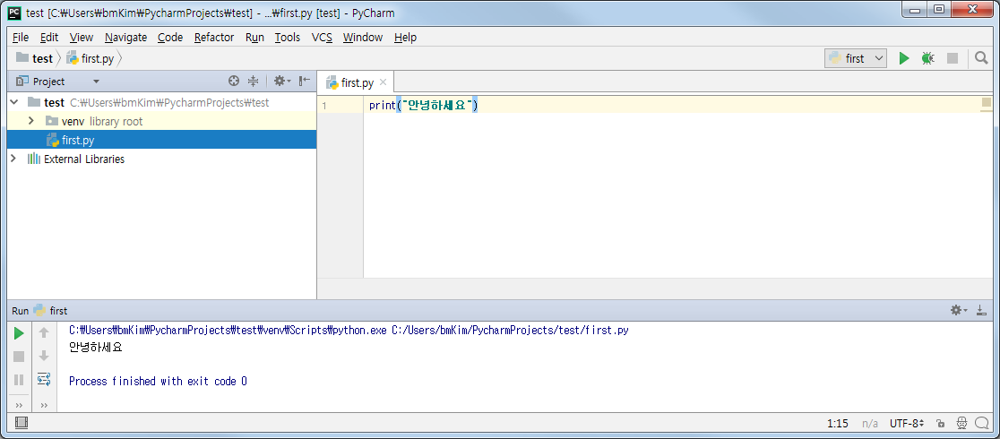 test [C:₩Users₩bmKim₩PycharmProjects₩test] - ...₩first.py [test] - PyCharm
File Edit View Navigate Code Refactor Run Tools VCS Window Help
test first.py first
Project
first.py
test C:₩Users₩bmKim₩PycharmProjects₩test
venv library root
first.py
External Libraries
1 print("안녕하세요")
Run first
C:₩Users₩bmKim₩PycharmProjects₩test₩venv₩Scripts₩python.exe C:/Users/bmKim/PycharmProjects/test/first.py
안녕하세요
Process finished with exit code 0
1:15 n/a UTF-8